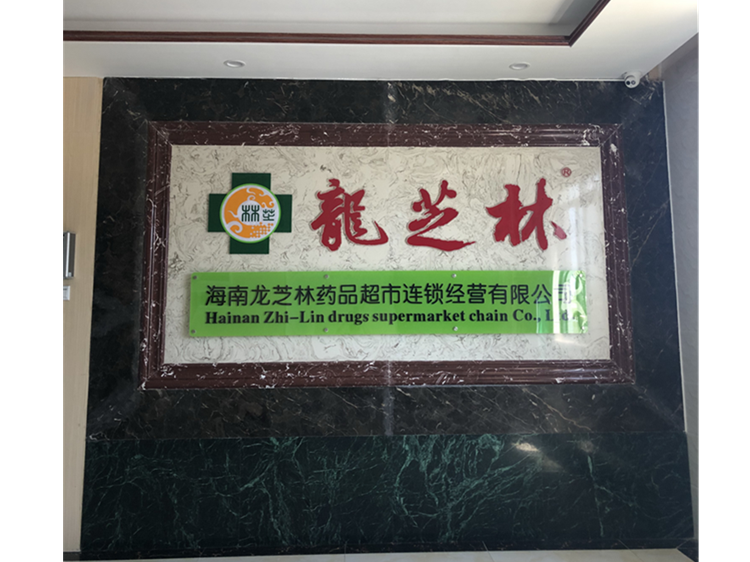 龍芝林®
林芝
海南龙芝林药品超市连锁经营有限公司
Hainan Zhi-Lin drugs supermarket chain Co., Ltd